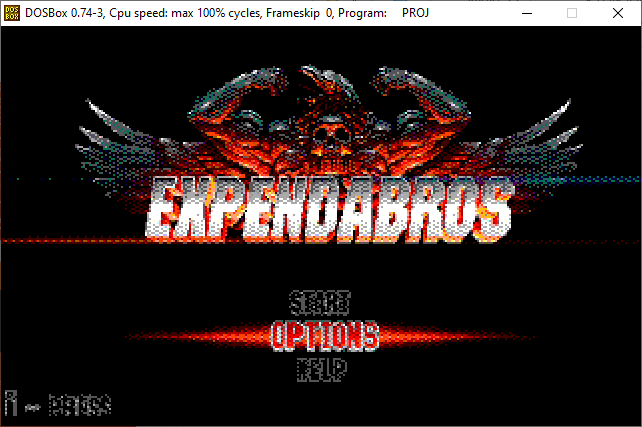 DOSBox 0.74-3, Cpu speed: max 100% cycles, Frameskip 0, Program: PROJ
EXPENDABROS
START
OPTIONS
HELP